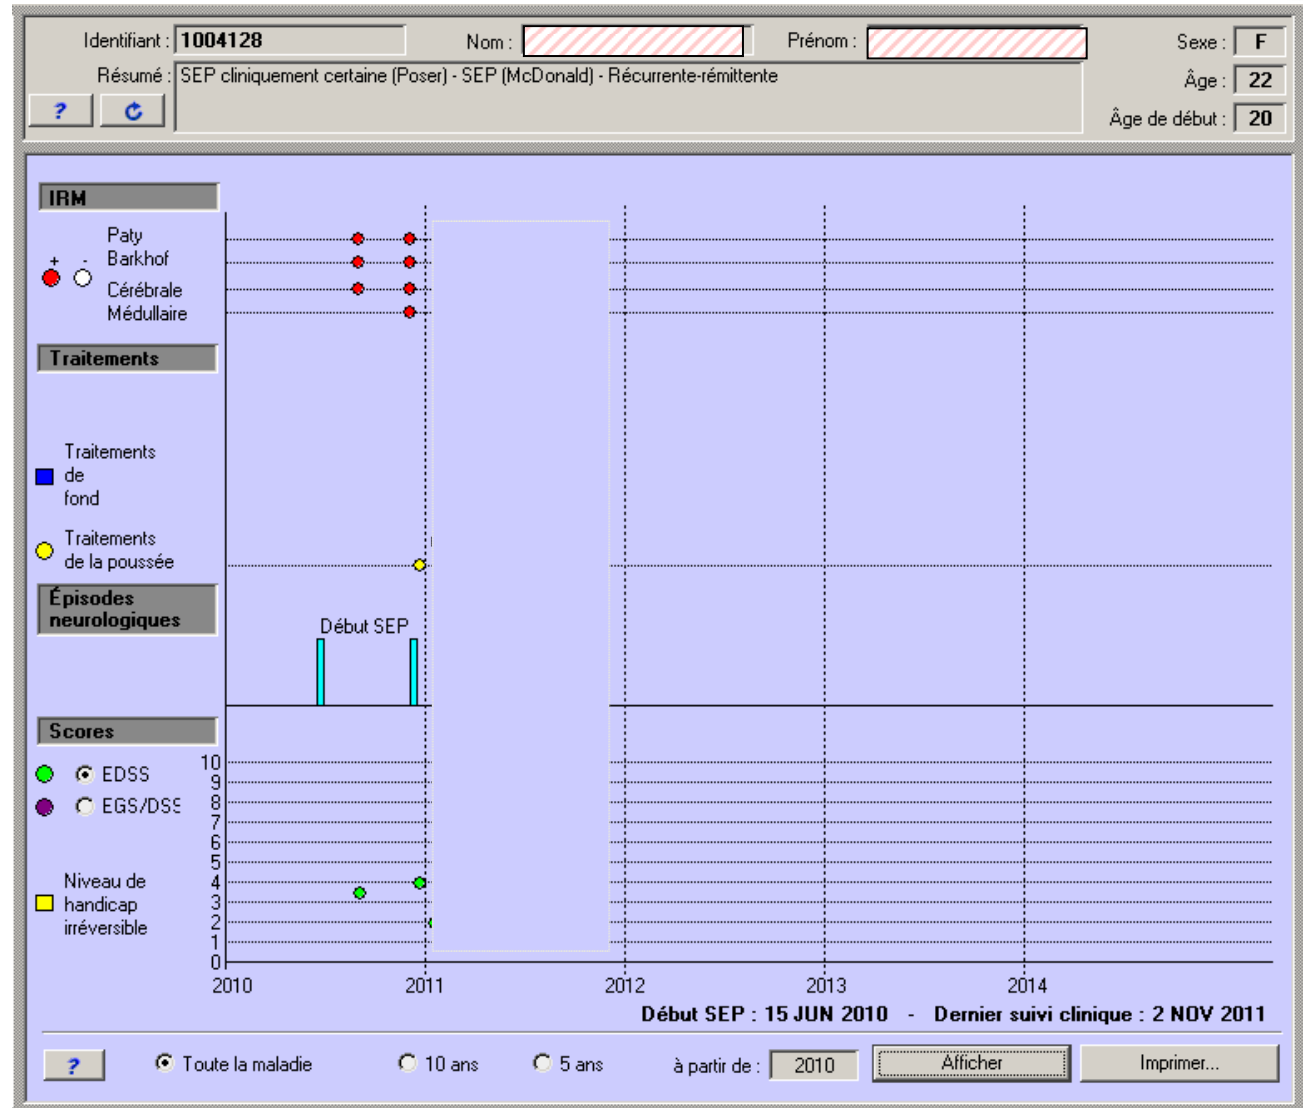 Identifiant : 1004128 Nom : Prénom : Sexe : F
Résumé : SEP cliniquement certaine (Poser) - SEP (McDonald) - Récurrente-rémittente Âge : 22
? Âge de début : 20
IRM
Paty
+ - Barkhof
Cérébrale
Médullaire
Traitements
Traitements
de
fond
Traitements
de la poussée
Épisodes
neurologiques
Début SEP
Scores
EDSS
EGS/DSS
10
9
8
7
6
5
4
3
2
1
0
Niveau de
handicap
irréversible
2010 2011 2012 2013 2014
Début SEP : 15 JUN 2010 - Dernier suivi clinique : 2 NOV 2011
? Toute la maladie 10 ans 5 ans à partir de : 2010 Afficher Imprimer...